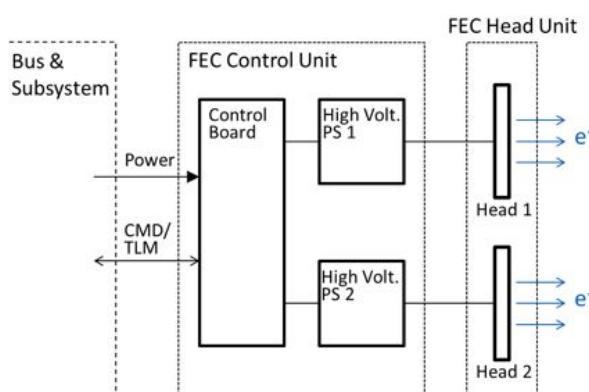 FEC Head Unit
Bus &
Subsystem
FEC Control Unit
Control
Board
High Volt.
PS 1
Power
e-
Head 1
CMD/
TLM
High Volt.
PS 2
e-
Head 2